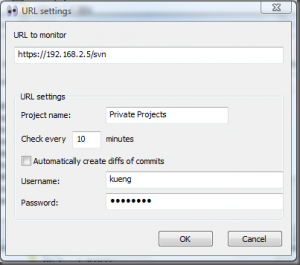 URL settings
URL to monitor
https://192.168.2.5/svn
URL settings
Project name: Private Projects
Check every 10 minutes
Automatically create diffs of commits
Username: kueng
Password: ••••••••
OK Cancel